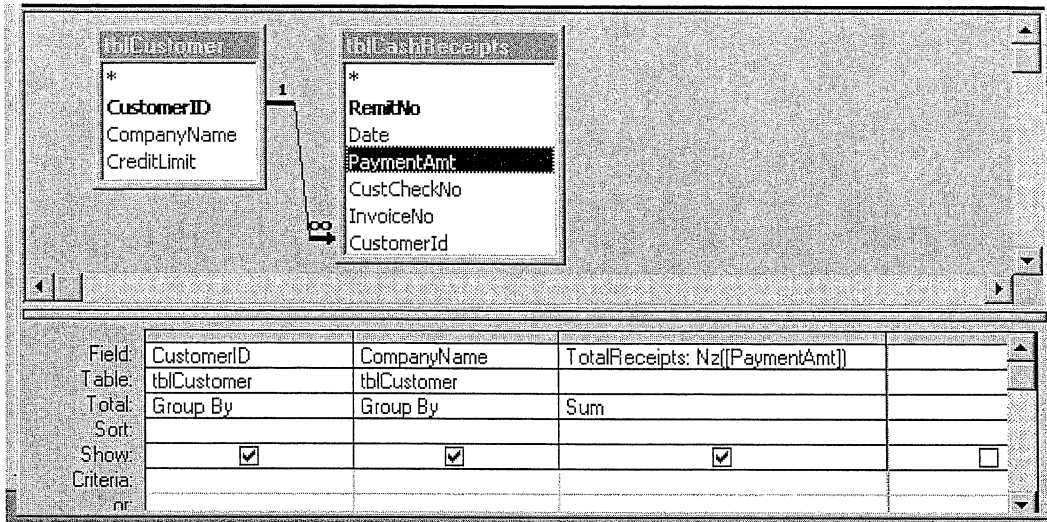 tblCustomer
*
CustomerID
CompanyName
CreditLimit
1
∞
tblCashReceipts
*
RemitNo
Date
PaymentAmt
CustCheckNo
InvoiceNo
CustomerId
Field: CustomerID CompanyName TotalReceipts: Nz([PaymentAmt])
Table: tblCustomer tblCustomer
Total: Group By Group By Sum
Sort:
Show:
Criteria:
or